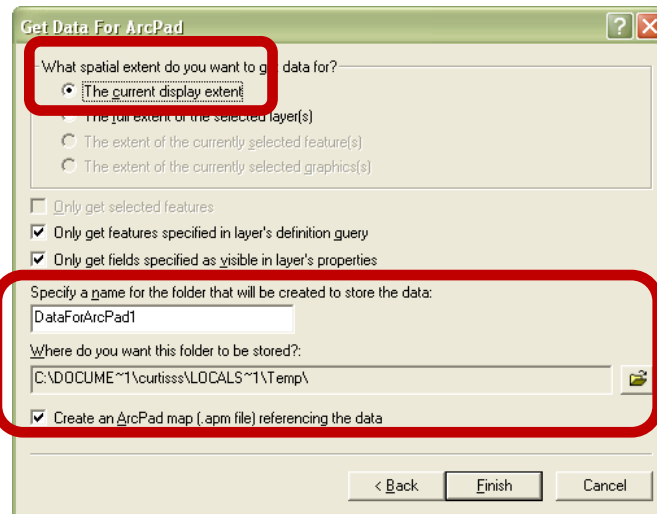 Get Data For ArcPad
What spatial extent do you want to get data for?
The current display extent
The full extent of the selected layer(s)
The extent of the currently selected feature(s)
The extent of the currently selected graphics(s)
Only get selected features
Only get features specified in layer's definition query
Only get fields specified as visible in layer's properties
Specify a name for the folder that will be created to store the data:
DataForArcPad1
Where do you want this folder to be stored?:
C:\DOCUME~1\curtisss\LOCALS~1\Temp\
Create an ArcPad map (.apm file) referencing the data
< Back Finish Cancel